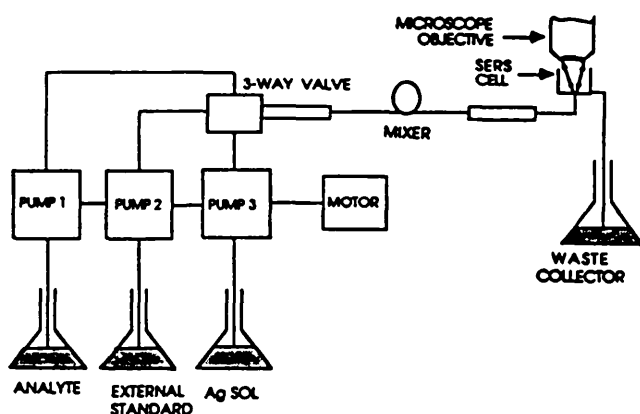 MICROSCOPE
OBJECTIVE
SERS
CELL
3-WAY VALVE
MIXER
PUMP 1
PUMP 2
PUMP 3
MOTOR
WASTE
COLLECTOR
ANALYTE
EXTERNAL
STANDARD
Ag SOL